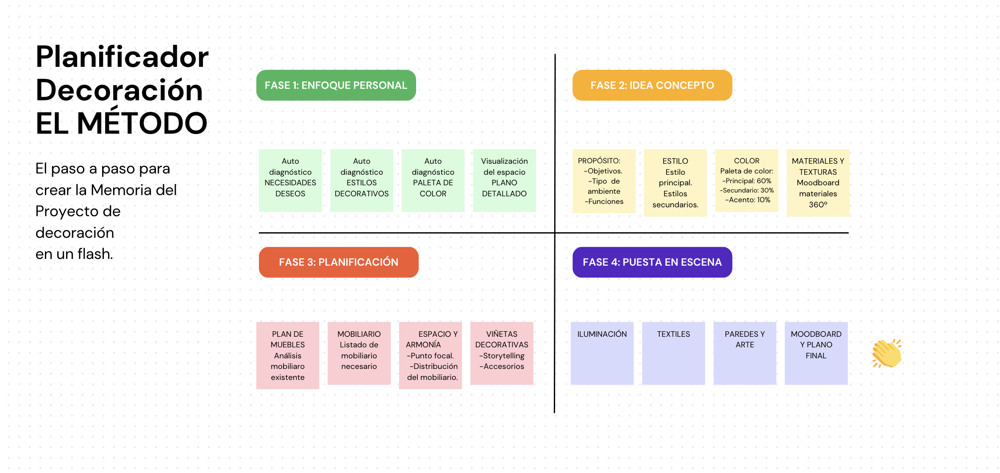 Planificador
Decoración
EL MÉTODO
El paso a paso para
crear la Memoria del
Proyecto de
decoración
en un flash.
FASE 1: ENFOQUE PERSONAL
Auto
diagnóstico
NECESIDADES
DESEOS
Auto
diagnóstico
ESTILOS
DECORATIVOS
Auto
diagnóstico
PALETA DE
COLOR
Visualización
del espacio
PLANO
DETALLADO
FASE 2: IDEA CONCEPTO
PROPÓSITO:
-Objetivos.
-Tipo de
ambiente
-Funciones
ESTILO
Estilo
principal.
Estilos
secundarios.
COLOR
Paleta de color:
-Principal: 60%
-Secundario: 30%
-Acento: 10%
MATERIALES Y
TEXTURAS
Moodboard
materiales
360º
FASE 3: PLANIFICACIÓN
PLAN DE
MUEBLES
Análisis
mobiliaro
existente
MOBILIARIO
Listado de
mobiliario
necesario
ESPACIO Y
ARMONÍA
-Punto focal.
-Distribución
del mobiliario.
VIÑETAS
DECORATIVAS
-Storytelling
-Accesorios
FASE 4: PUESTA EN ESCENA
ILUMINACIÓN
TEXTILES
PAREDES Y
ARTE
MOODBOARD
Y PLANO
FINAL